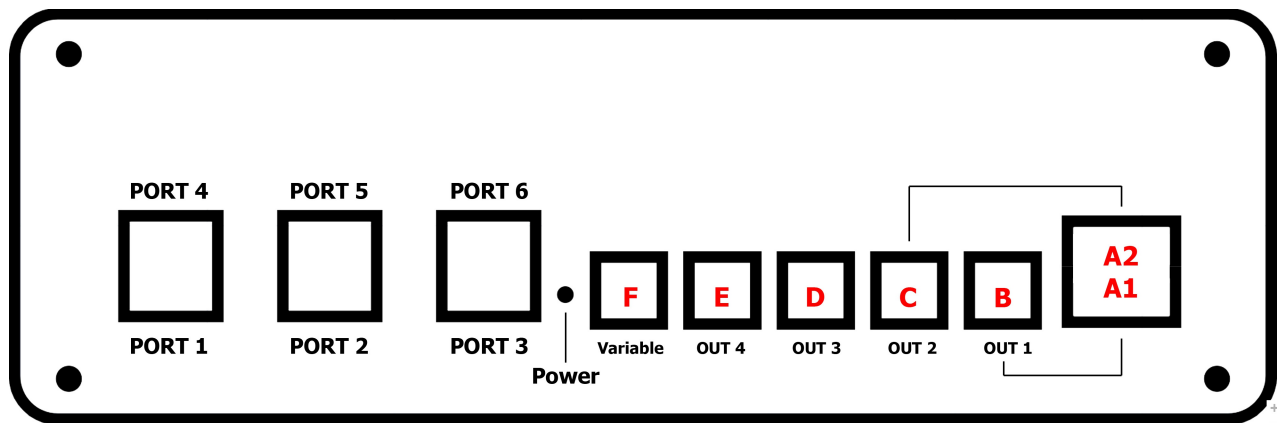 PORT 4 PORT 5 PORT 6
A2
A1
F E D C B
PORT 1 PORT 2 PORT 3
Variable OUT 4 OUT 3 OUT 2 OUT 1
Power